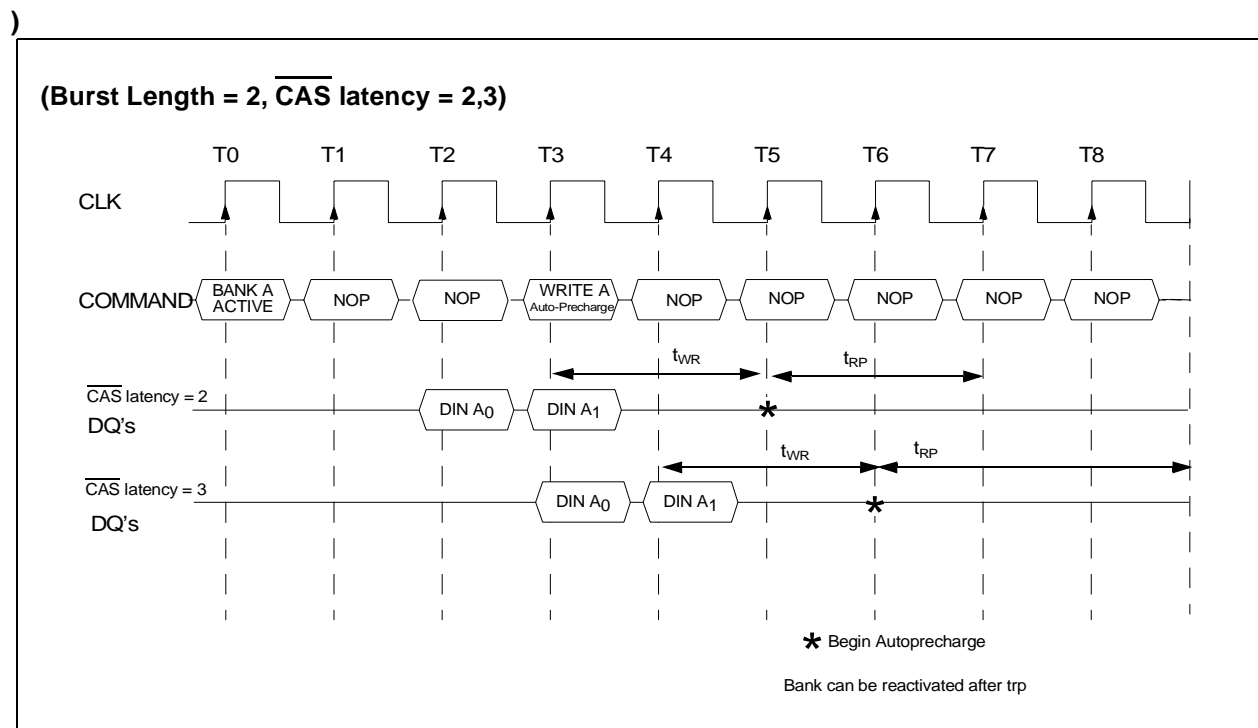 )
(Burst Length = 2, CAS latency = 2,3)
T0 T1 T2 T3 T4 T5 T6 T7 T8
CLK
COMMAND BANK A ACTIVE NOP NOP WRITE A Auto-Precharge NOP NOP NOP NOP NOP
tWR tRP
CAS latency = 2
DQ's
DIN A0 DIN A1 *
tWR tRP
CAS latency = 3
DQ's
DIN A0 DIN A1 *
* Begin Autoprecharge
Bank can be reactivated after trp